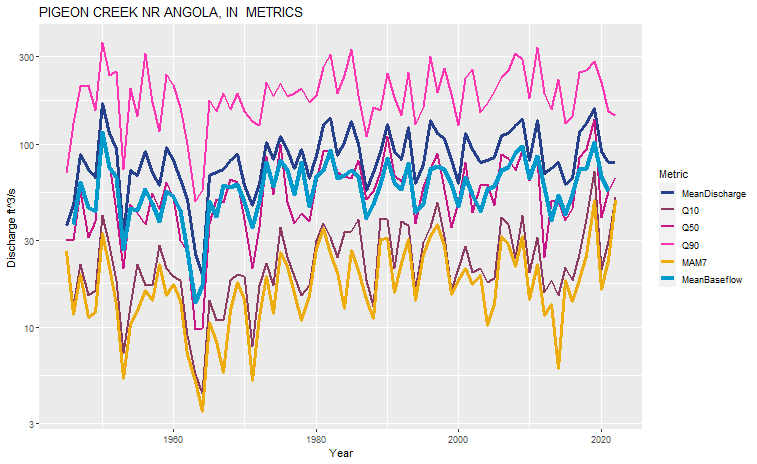 PIGEON CREEK NR ANGOLA, IN  METRICS
Discharge ft^3/s
300
100
30
10
3
1960
1980
2000
2020
Year
Metric
MeanDischarge
Q10
Q50
Q90
MAM7
MeanBaseflow